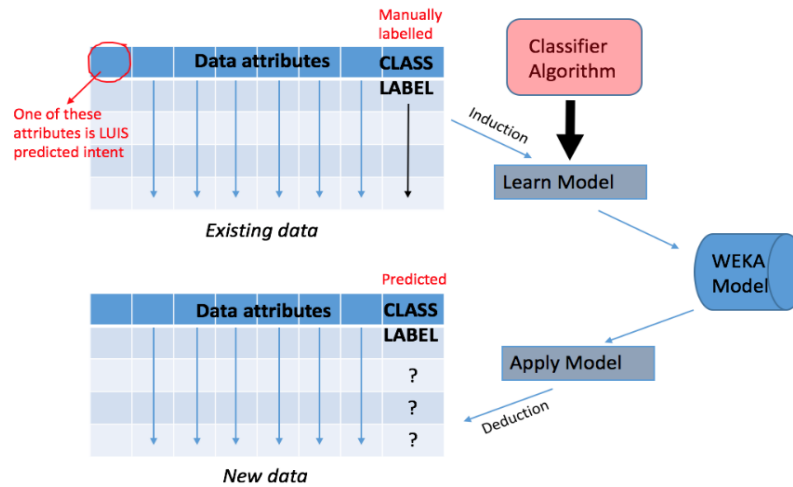 Manually
labelled
Data attributes
CLASS
LABEL
One of these
attributes is LUIS
predicted intent
Existing data
Classifier
Algorithm
Induction
Learn Model
WEKA
Model
Predicted
Data attributes
CLASS
LABEL
?
?
?
New data
Apply Model
Deduction